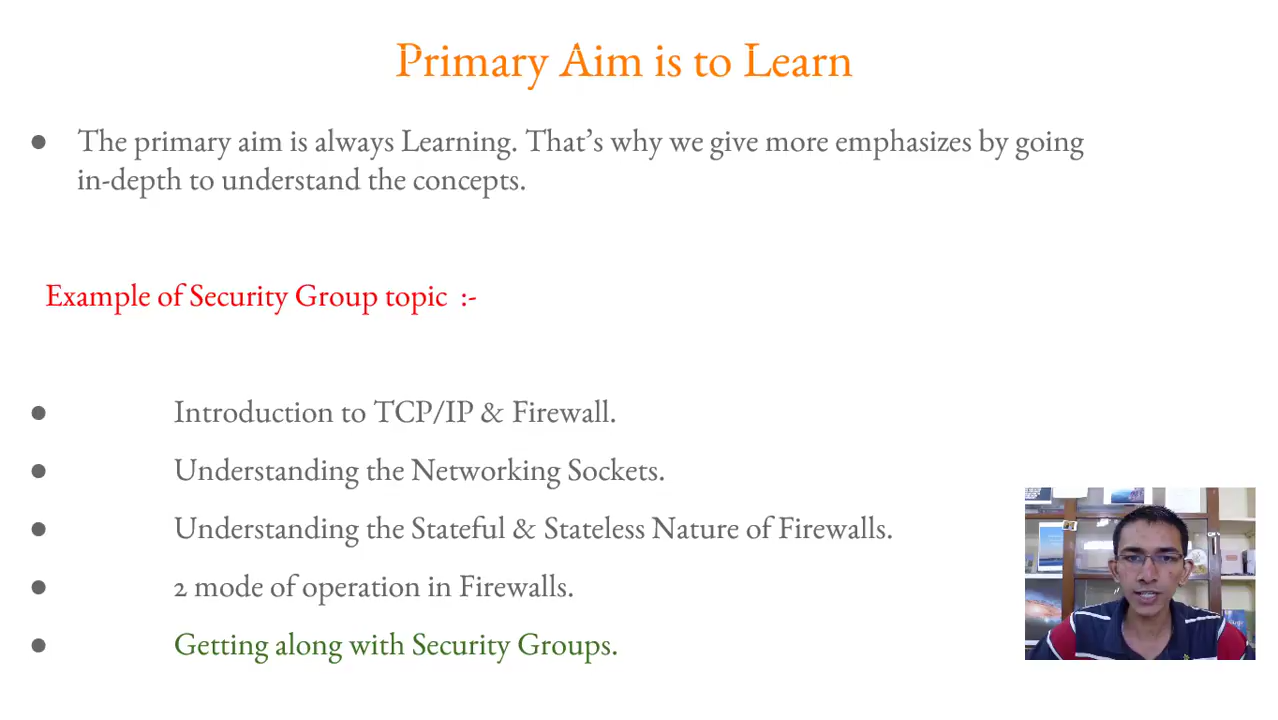 Primary Aim is to Learn
● The primary aim is always Learning. That’s why we give more emphasizes by going
in-depth to understand the concepts.
Example of Security Group topic :-
● Introduction to TCP/IP & Firewall.
● Understanding the Networking Sockets.
● Understanding the Stateful & Stateless Nature of Firewalls.
● 2 mode of operation in Firewalls.
● Getting along with Security Groups.